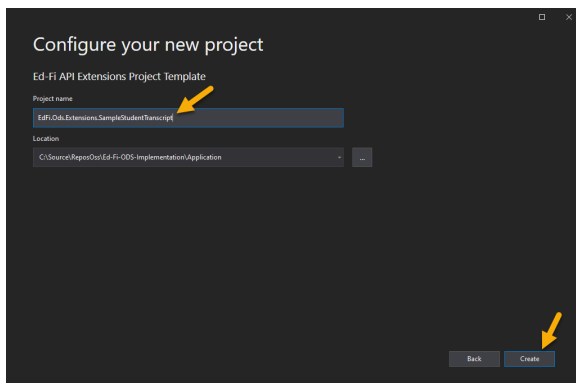 Configure your new project
Ed-Fi API Extensions Project Template
Project name
EdFi.Ods.Extensions.SampleStudentTranscript
Location
C:\Source\ReposOss\Ed-Fi-ODS-Implementation\Application
...
Back Create